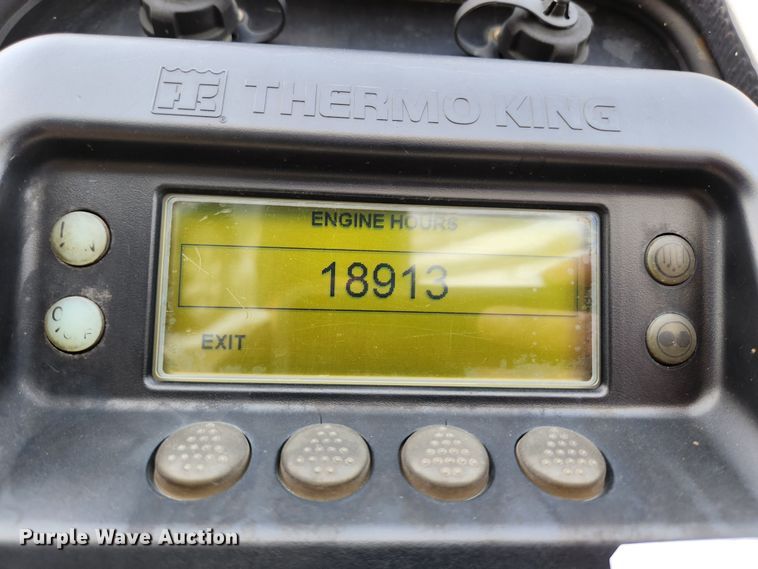 THERMO KING
ENGINE HOURS
18913
EXIT
Purple Wave Auction